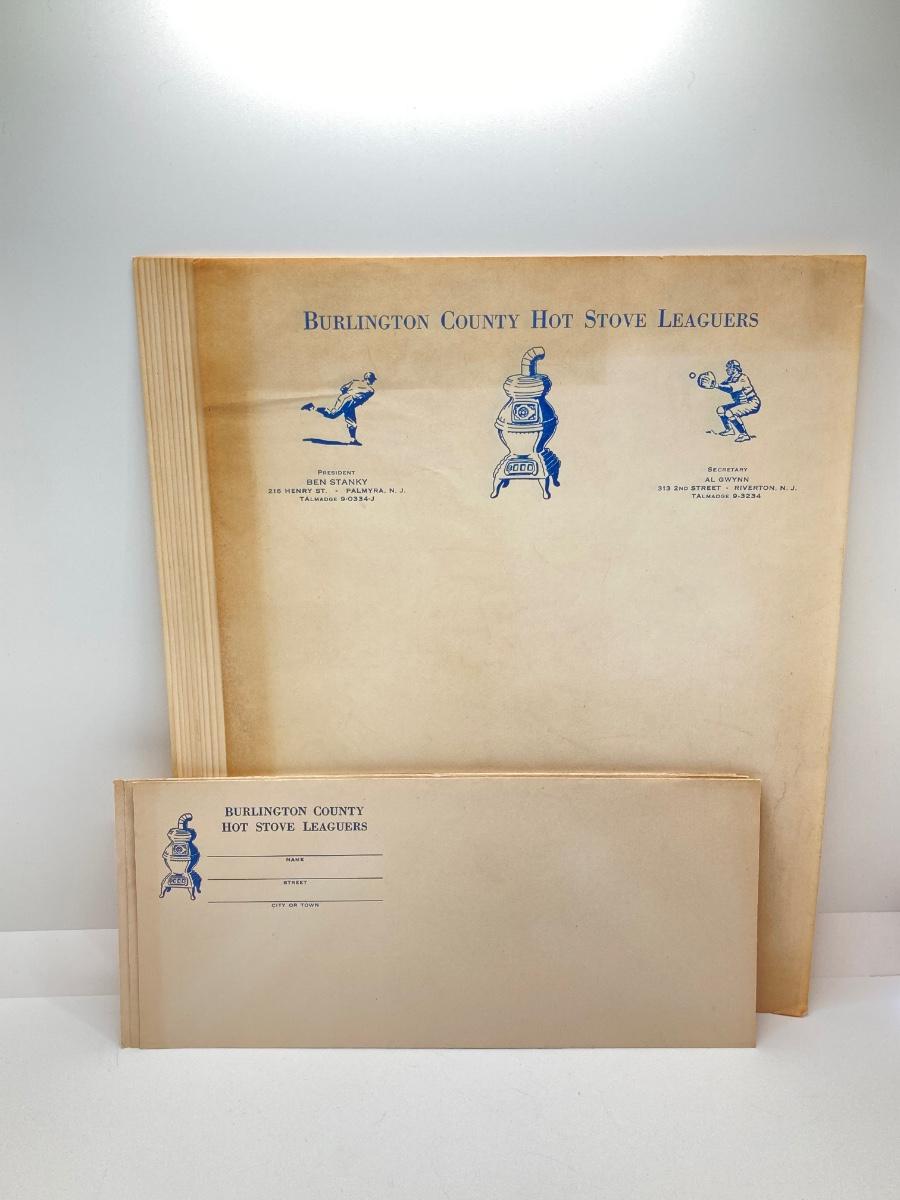 BURLINGTON COUNTY HOT STOVE LEAGUERS
PRESIDENT
BEN STANKY
216 HENRY ST. • PALMYRA, N. J.
TALMADGE 9-0334-J
SECRETARY
AL GWYNN
313 2ND STREET • RIVERTON, N. J.
TALMADGE 9-3234
BURLINGTON COUNTY
HOT STOVE LEAGUERS
NAME
STREET
CITY OR TOWN